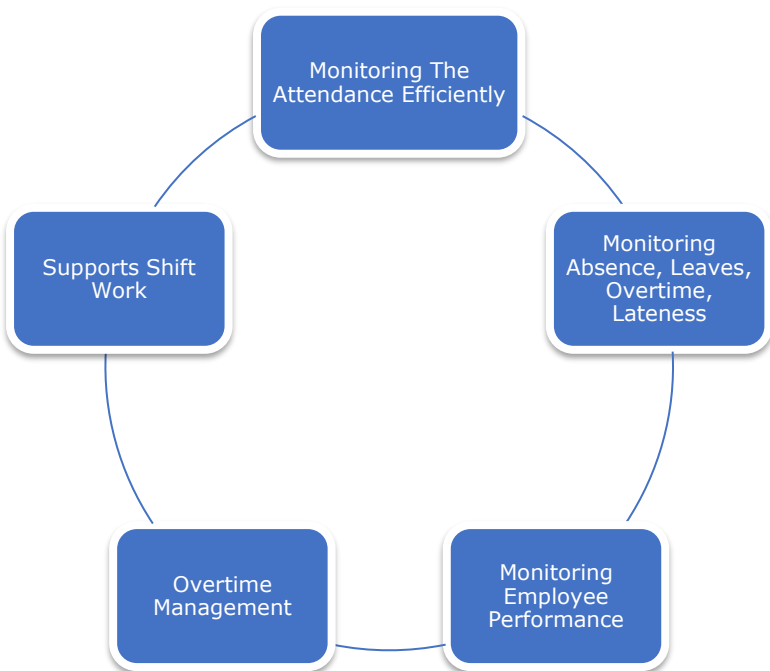 Monitoring The
Attendance Efficiently
Monitoring
Absence, Leaves,
Overtime,
Lateness
Monitoring
Employee
Performance
Overtime
Management
Supports Shift
Work